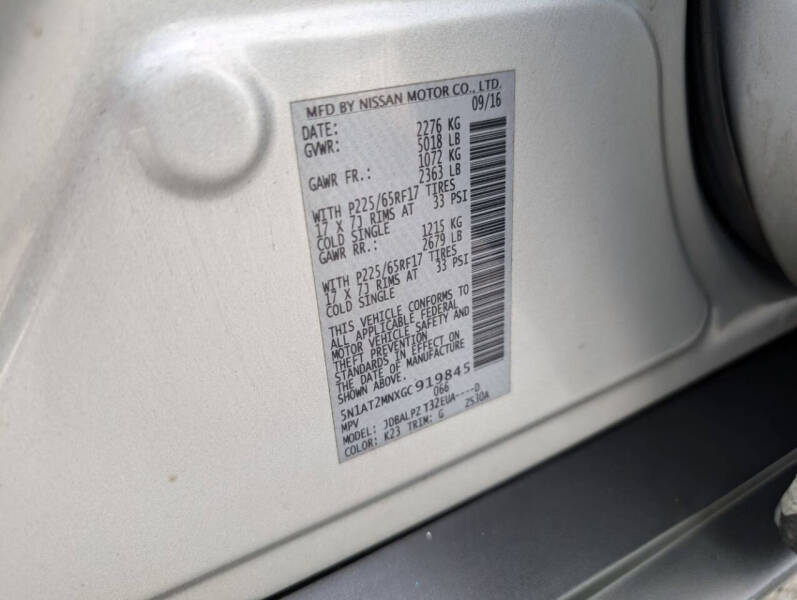 MFD BY NISSAN MOTOR CO., LTD.
DATE: 09/16
GVWR: 2276 KG
5018 LB
GAWR FR.: 1072 KG
2363 LB
WITH P225/65RF17 TIRES
17 X 7J RIMS AT 33 PSI
COLD SINGLE
GAWR RR.: 1215 KG
2679 LB
WITH P225/65RF17 TIRES
17 X 7J RIMS AT 33 PSI
COLD SINGLE
THIS VEHICLE CONFORMS TO
ALL APPLICABLE FEDERAL
MOTOR VEHICLE SAFETY AND
THEFT PREVENTION
STANDARDS IN EFFECT ON
THE DATE OF MANUFACTURE
SHOWN ABOVE.
5N1AT2MNXGC919845
MPV 066
MODEL: JDBALPZ T32EUA----D
COLOR: K23 TRIM: G 2530A